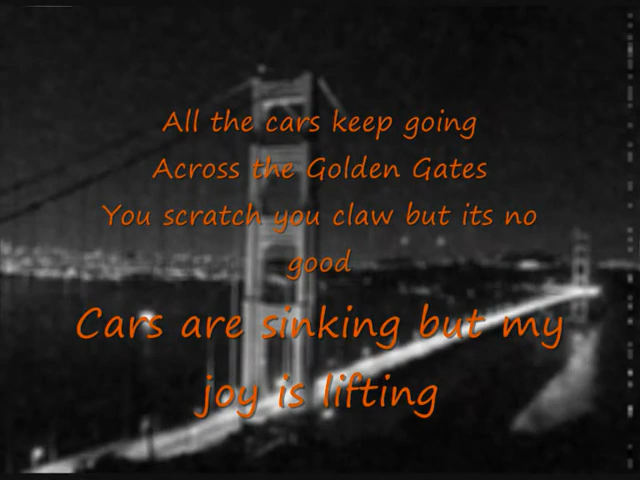 All the cars keep going
Across the Golden Gates
You scratch you claw but its no
good
Cars are sinking but my
joy is lifting